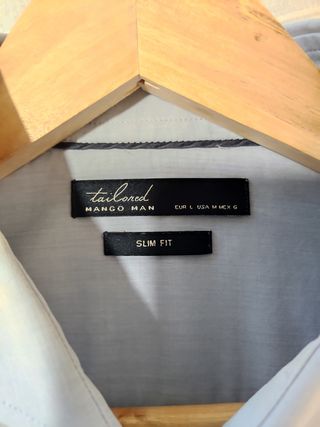 tailored
MANGO MAN
EUR L USA M MEX G
SLIM FIT